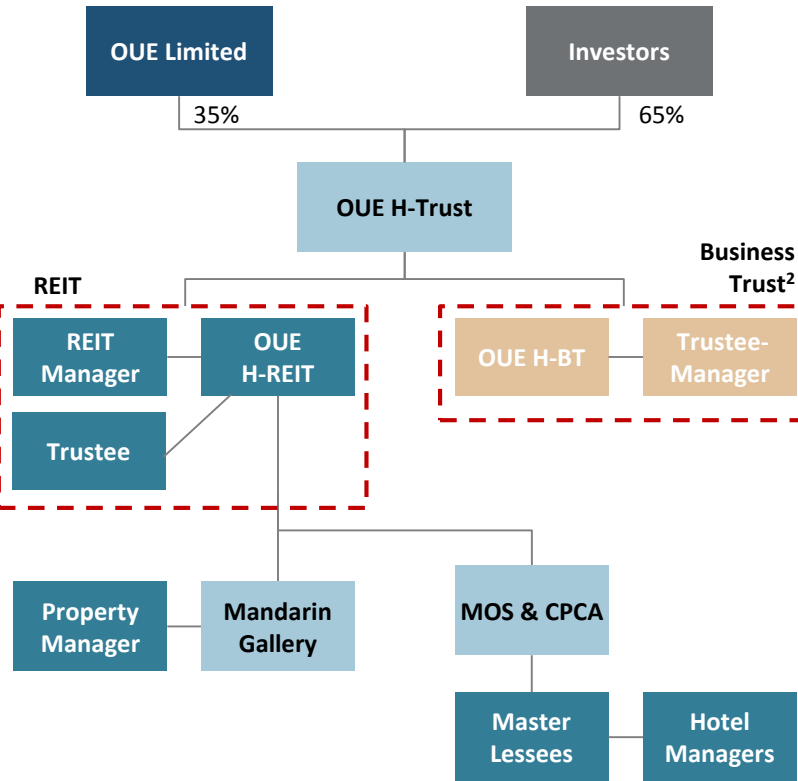 OUE Limited
Investors
35%
65%
OUE H-Trust
REIT
Business
Trust²
REIT
Manager
OUE
H-REIT
OUE H-BT
Trustee-
Manager
Trustee
Property
Manager
Mandarin
Gallery
MOS & CPCA
Master
Lessees
Hotel
Managers